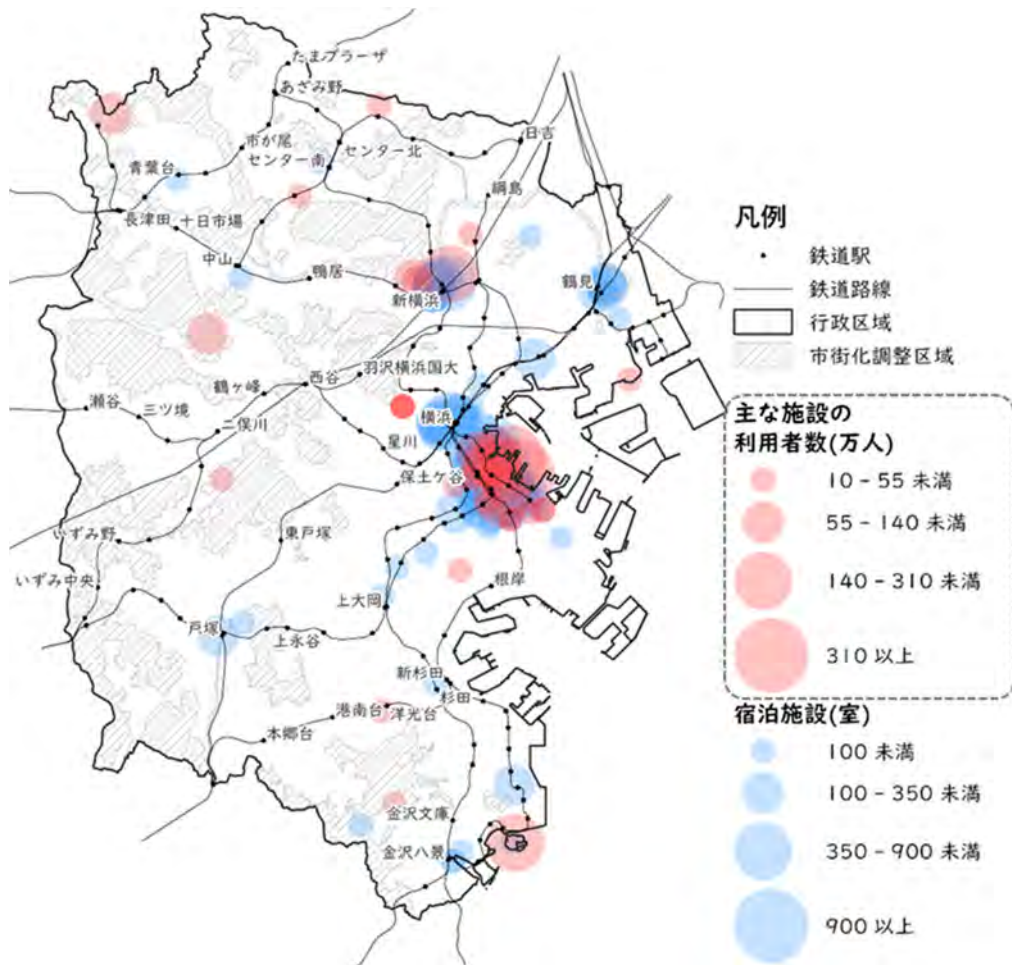 たまプラーザ
あざみ野
市が尾
センター南
センター北
日吉
青葉台
綱島
長津田
十日市場
中山
鴨居
新横浜
鶴見
羽沢横浜国大
西谷
鶴ヶ峰
瀬谷
三ツ境
二俣川
横浜
星川
保土ケ谷
いずみ野
東戸塚
いずみ中央
根岸
上大岡
戸塚
上永谷
新杉田
杉田
港南台
洋光台
本郷台
金沢文庫
金沢八景
凡例
鉄道駅
鉄道路線
行政区域
市街化調整区域
主な施設の
利用者数(万人)
10 - 55 未満
55 - 140 未満
140 - 310 未満
310 以上
宿泊施設(室)
100 未満
100 - 350 未満
350 - 900 未満
900 以上